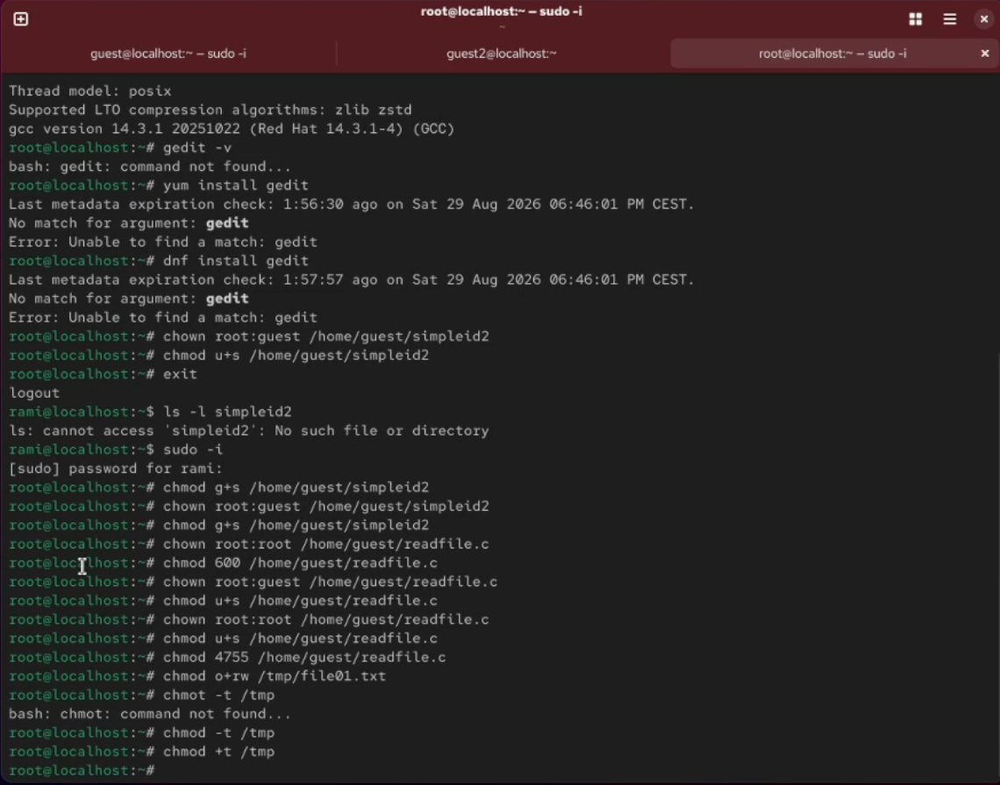 root@localhost:~ — sudo -i
~
guest@localhost:~ — sudo -i
guest2@localhost:~
root@localhost:~ — sudo -i
Thread model: posix
Supported LTO compression algorithms: zlib zstd
gcc version 14.3.1 20251022 (Red Hat 14.3.1-4) (GCC)
root@localhost:~# gedit -v
bash: gedit: command not found...
root@localhost:~# yum install gedit
Last metadata expiration check: 1:56:30 ago on Sat 29 Aug 2026 06:46:01 PM CEST.
No match for argument: gedit
Error: Unable to find a match: gedit
root@localhost:~# dnf install gedit
Last metadata expiration check: 1:57:57 ago on Sat 29 Aug 2026 06:46:01 PM CEST.
No match for argument: gedit
Error: Unable to find a match: gedit
root@localhost:~# chown root:guest /home/guest/simpleid2
root@localhost:~# chmod u+s /home/guest/simpleid2
root@localhost:~# exit
logout
rami@localhost:~$ ls -l simpleid2
ls: cannot access 'simpleid2': No such file or directory
rami@localhost:~$ sudo -i
[sudo] password for rami:
root@localhost:~# chmod g+s /home/guest/simpleid2
root@localhost:~# chown root:guest /home/guest/simpleid2
root@localhost:~# chmod g+s /home/guest/simpleid2
root@localhost:~# chown root:root /home/guest/readfile.c
root@localhost:~# chmod 600 /home/guest/readfile.c
root@localhost:~# chown root:guest /home/guest/readfile.c
root@localhost:~# chmod u+s /home/guest/readfile.c
root@localhost:~# chown root:root /home/guest/readfile.c
root@localhost:~# chmod u+s /home/guest/readfile.c
root@localhost:~# chmod 4755 /home/guest/readfile.c
root@localhost:~# chmod o+rw /tmp/file01.txt
root@localhost:~# chmot -t /tmp
bash: chmot: command not found...
root@localhost:~# chmod -t /tmp
root@localhost:~# chmod +t /tmp
root@localhost:~#